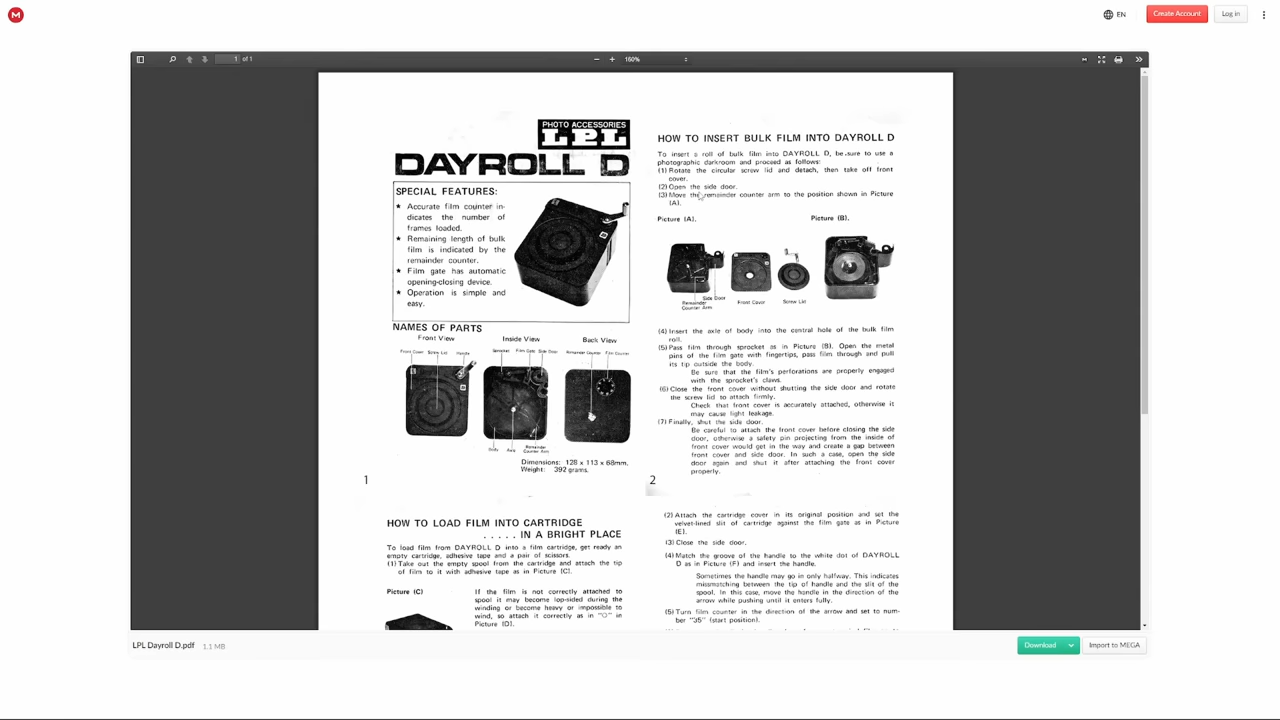 EN
Create Account
Log in
1 of 1
160%
PHOTO ACCESSORIES
LPL
DAYROLL D
SPECIAL FEATURES:
★ Accurate film counter in-
dicates the number of
frames loaded.
★ Remaining length of bulk
film is indicated by the
remainder counter.
★ Film gate has automatic
opening-closing device.
★ Operation is simple and
easy.
NAMES OF PARTS
Front View Inside View Back View
Front Cover Screw Lid Handle Sprocket Film Gate Side Door Remainder Counter Film Counter
Body Axle Remainder
Counter Arm
Dimensions: 128 x 113 x 68mm.
Weight: 392 grams.
1
HOW TO INSERT BULK FILM INTO DAYROLL D
To insert a roll of bulk film into DAYROLL D, be sure to use a
photographic darkroom and proceed as follows:
(1) Rotate the circular screw lid and detach, then take off front
cover.
(2) Open the side door.
(3) Move the remainder counter arm to the position shown in Picture
(A).
Picture (A). Picture (B).
Side Door
Remainder
Counter Arm
Front Cover
Screw Lid
(4) Insert the axle of body into the central hole of the bulk film
roll.
(5) Pass film through sprocket as in Picture (B). Open the metal
pins of the film gate with fingertips, pass film through and pull
its tip outside the body.
Be sure that the film's perforations are properly engaged
with the sprocket's claws.
(6) Close the front cover without shutting the side door and rotate
the screw lid to attach firmly.
Check that front cover is accurately attached, otherwise it
may cause light leakage.
(7) Finally, shut the side door.
Be careful to attach the front cover before closing the side
door, otherwise a safety pin projecting from the inside of
front cover would get in the way and create a gap between
front cover and side door. In such a case, open the side
door again and shut it after attaching the front cover
properly.
2
HOW TO LOAD FILM INTO CARTRIDGE
. . . . . IN A BRIGHT PLACE
To load film from DAYROLL D into a film cartridge, get ready an
empty cartridge, adhesive tape and a pair of scissors.
(1) Take out the empty spool from the cartridge and attach the tip
of film to it with adhesive tape as in Picture (C).
Picture (C)
If the film is not correctly attached to
spool it may become lop-sided during the
winding or become heavy or impossible to
wind, so attach it correctly as in "O" in
Picture (D).
(2) Attach the cartridge cover in its original position and set the
velvet-lined slit of cartridge against the film gate as in Picture
(E).
(3) Close the side door.
(4) Match the groove of the handle to the white dot of DAYROLL
D as in Picture (F) and insert the handle.
Sometimes the handle may go in only halfway. This indicates
missmatching between the tip of handle and the slit of the
spool. In this case, move the handle in the direction of the
arrow while pushing until it enters fully.
(5) Turn film counter in the direction of the arrow and set to num-
ber "35" (start position).
LPL Dayroll D.pdf 1.1 MB
Download
Import to MEGA